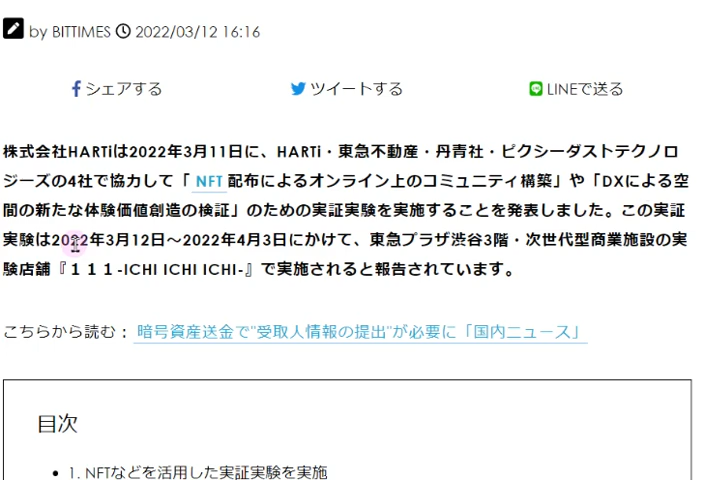 by BITTIMES 2022/03/12 16:16
シェアする ツイートする LINEで送る
株式会社HARTiは2022年3月11日に、HARTi・東急不動産・丹青社・ピクシーダストテクノロ
ジーズの4社で協力して「 NFT 配布によるオンライン上のコミュニティ構築」や「DXによる空
間の新たな体験価値創造の検証」のための実証実験を実施することを発表しました。この実証
実験は2022年3月12日〜2022年4月3日にかけて、東急プラザ渋谷3階・次世代型商業施設の実
験店舗『１１１-ICHI ICHI ICHI-』で実施されると報告されています。
こちらから読む：暗号資産送金で"受取人情報の提出"が必要に「国内ニュース」
目次
• 1. NFTなどを活用した実証実験を実施